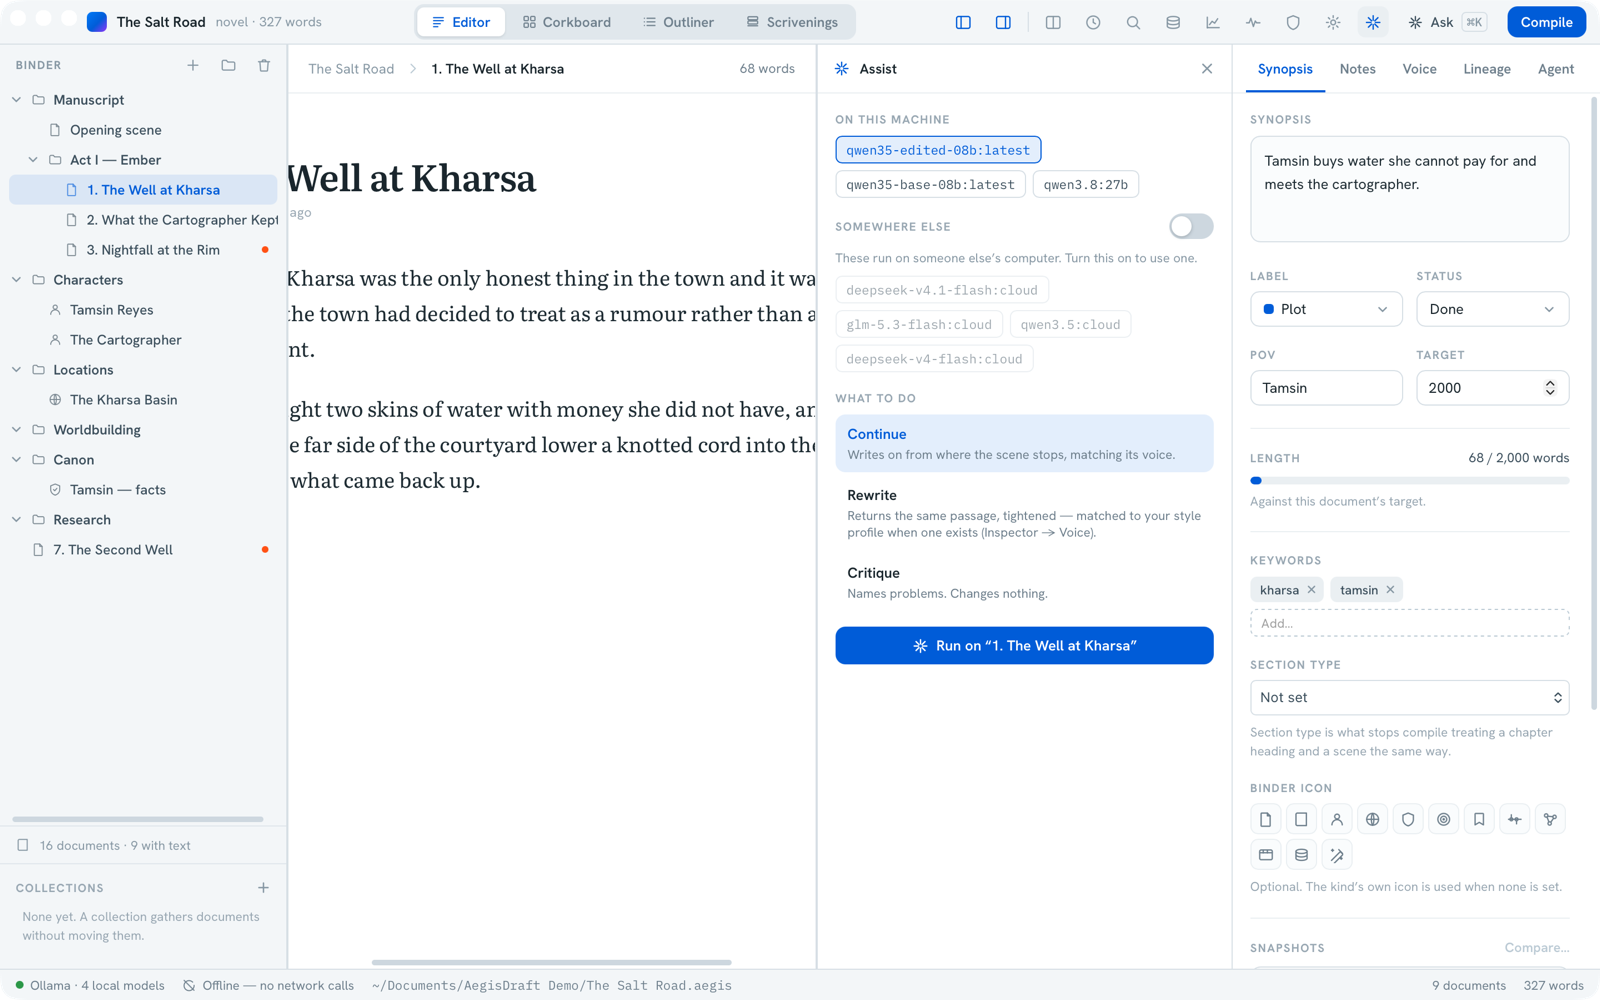 The Salt Road novel · 327 words
Editor
Corkboard
Outliner
Scrivenings
Ask ⌘K
Compile
BINDER
Manuscript
Opening scene
Act I — Ember
1. The Well at Kharsa
2. What the Cartographer Kept
3. Nightfall at the Rim
Characters
Tamsin Reyes
The Cartographer
Locations
The Kharsa Basin
Worldbuilding
Canon
Tamsin — facts
Research
7. The Second Well
16 documents · 9 with text
COLLECTIONS
None yet. A collection gathers documents
without moving them.
The Salt Road 1. The Well at Kharsa 68 words
Well at Kharsa
ago
Kharsa was the only honest thing in the town and it wa
the town had decided to treat as a rumour rather than a
nt.
ght two skins of water with money she did not have, an
e far side of the courtyard lower a knotted cord into the
what came back up.
Assist
ON THIS MACHINE
qwen35-edited-08b:latest
qwen35-base-08b:latest qwen3.8:27b
SOMEWHERE ELSE
These run on someone else's computer. Turn this on to use one.
deepseek-v4.1-flash:cloud
glm-5.3-flash:cloud qwen3.5:cloud
deepseek-v4-flash:cloud
WHAT TO DO
Continue
Writes on from where the scene stops, matching its voice.
Rewrite
Returns the same passage, tightened — matched to your style
profile when one exists (Inspector → Voice).
Critique
Names problems. Changes nothing.
Run on “1. The Well at Kharsa”
Synopsis Notes Voice Lineage Agent
SYNOPSIS
Tamsin buys water she cannot pay for and
meets the cartographer.
LABEL STATUS
Plot Done
POV TARGET
Tamsin 2000
LENGTH 68 / 2,000 words
Against this document's target.
KEYWORDS
kharsa tamsin
Add...
SECTION TYPE
Not set
Section type is what stops compile treating a chapter
heading and a scene the same way.
BINDER ICON
Optional. The kind's own icon is used when none is set.
SNAPSHOTS Compare...
Ollama · 4 local models Offline — no network calls ~/Documents/AegisDraft Demo/The Salt Road.aegis 9 documents 327 words